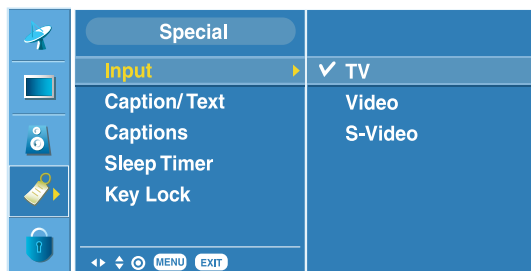 Special
Input
Caption/Text
Captions
Sleep Timer
Key Lock
MENU EXIT
TV
Video
S-Video